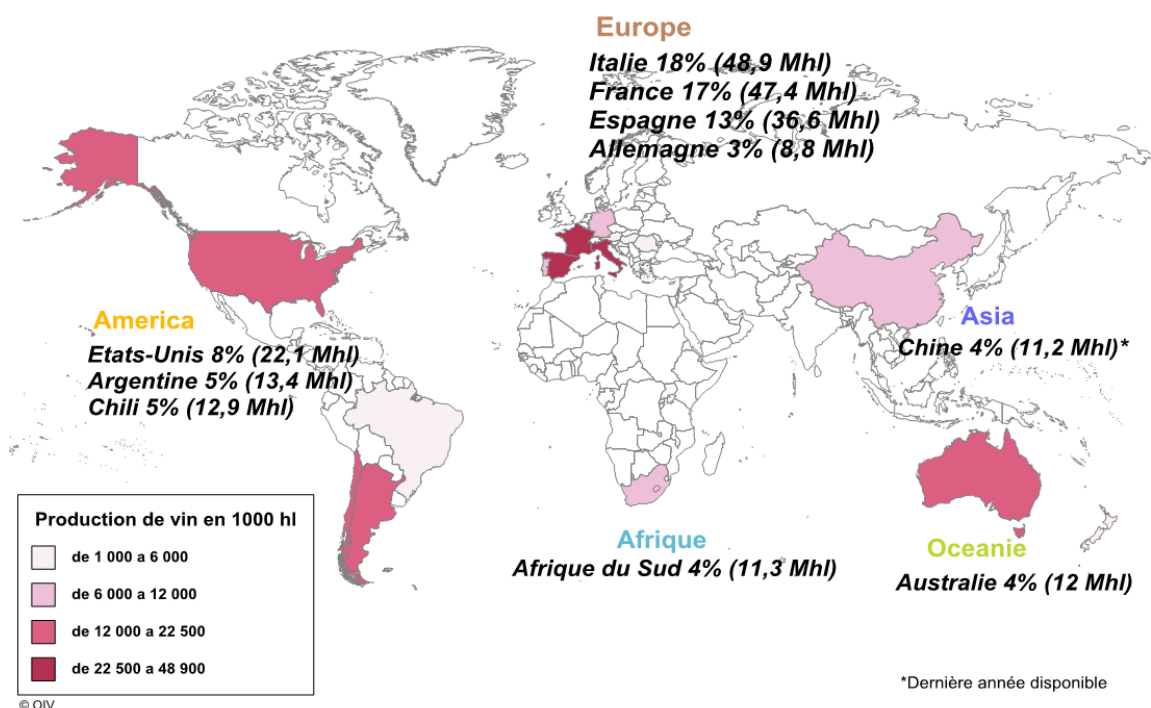 Europe
Italie 18% (48,9 Mhl)
France 17% (47,4 Mhl)
Espagne 13% (36,6 Mhl)
Allemagne 3% (8,8 Mhl)
America
Etats-Unis 8% (22,1 Mhl)
Argentine 5% (13,4 Mhl)
Chili 5% (12,9 Mhl)
Asia
Chine 4% (11,2 Mhl)*
Afrique
Afrique du Sud 4% (11,3 Mhl)
Oceanie
Australie 4% (12 Mhl)
Production de vin en 1000 hl
de 1 000 a 6 000
de 6 000 a 12 000
de 12 000 a 22 500
de 22 500 a 48 900
*Dernière année disponible
© OIV